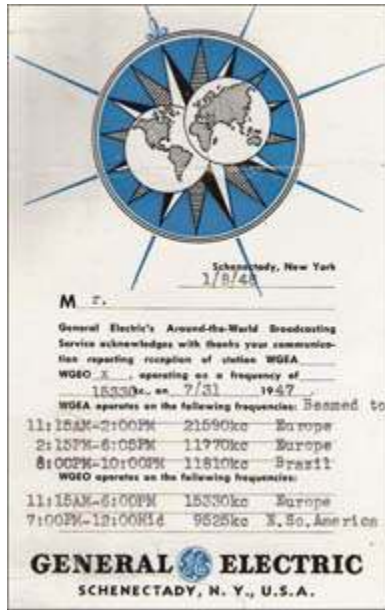 Schenectady, New York
1/8/48
M r.
General Electric's Around-the-World Broadcasting
Service acknowledges with thanks your communica-
tion reporting reception of station WGEA
WGEO x , operating on a frequency of
15330 kc., on 7/31 1947
WGEA operates on the following frequencies: Beamed to
11:15AM-2:00PM 21590kc Europe
2:15PM-6:05PM 11770kc Europe
8:00PM-10:00PM 11810kc Brazil
WGEO operates on the following frequencies:
11:15AM-6:00PM 15330kc Europe
7:00PM-12:00Mid 9525kc N.So.America
GENERAL GE ELECTRIC
SCHENECTADY, N. Y., U.S.A.